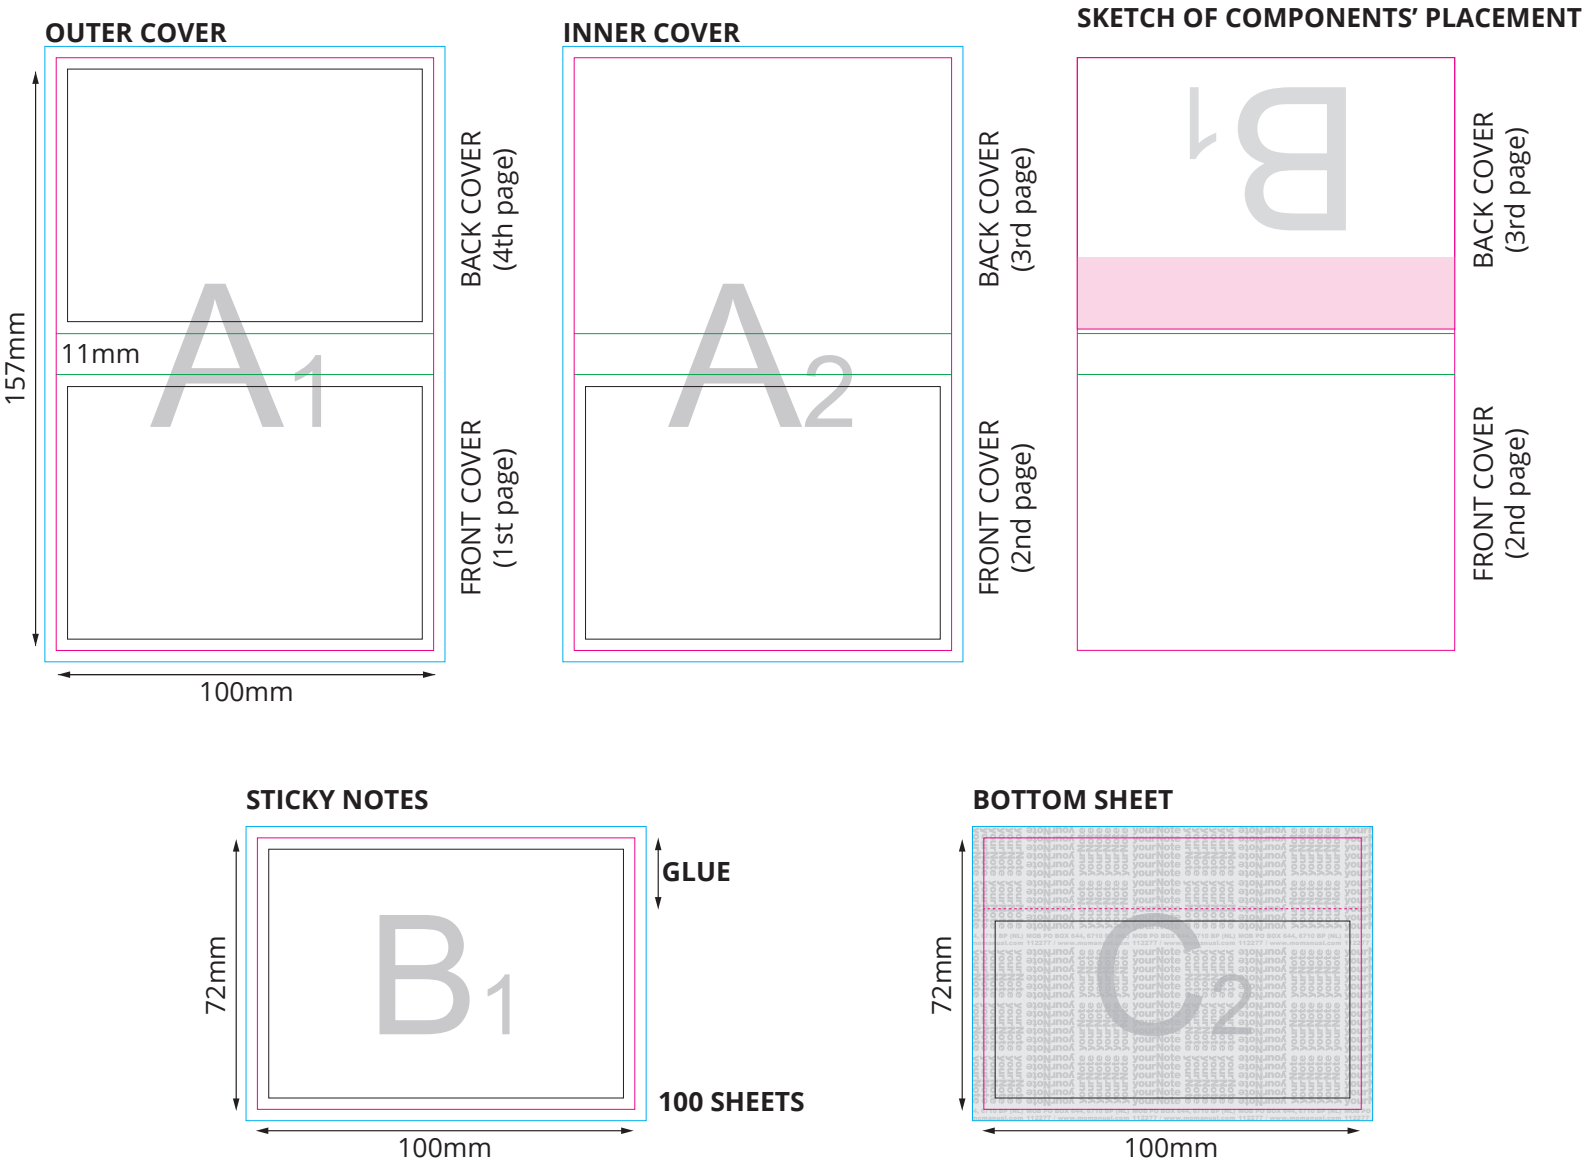 OUTER COVER
INNER COVER
SKETCH OF COMPONENTS’ PLACEMENT
BACK COVER
(4th page)
BACK COVER
(3rd page)
B1
BACK COVER
(3rd page)
157mm
11mm
A1
A2
FRONT COVER
(1st page)
FRONT COVER
(2nd page)
FRONT COVER
(2nd page)
100mm
STICKY NOTES
BOTTOM SHEET
GLUE
72mm
B1
100 SHEETS
100mm
72mm
yourNote
C2
100mm